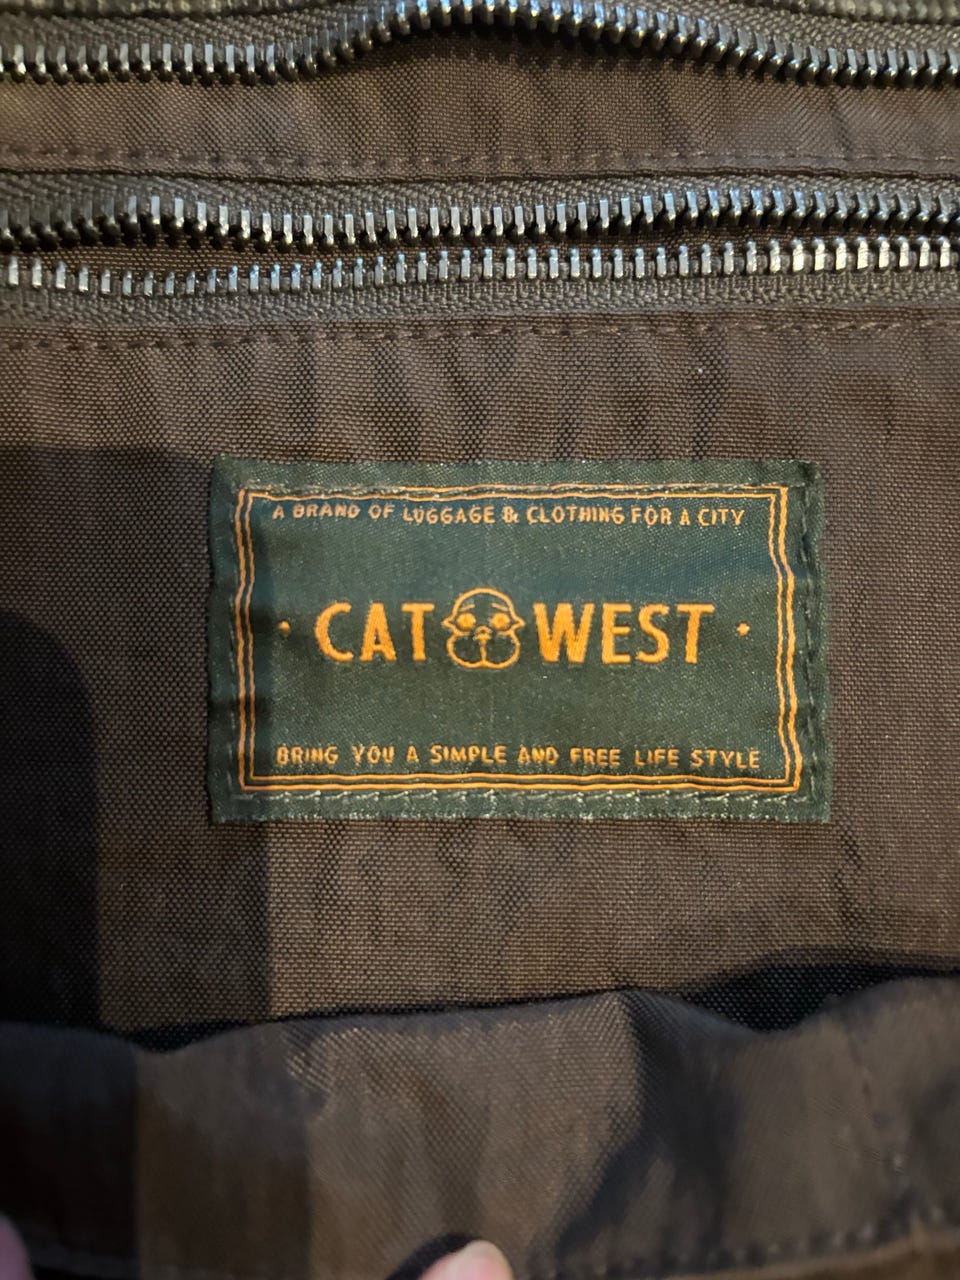 A BRAND OF LUGGAGE & CLOTHING FOR A CITY
· CAT WEST ·
BRING YOU A SIMPLE AND FREE LIFE STYLE